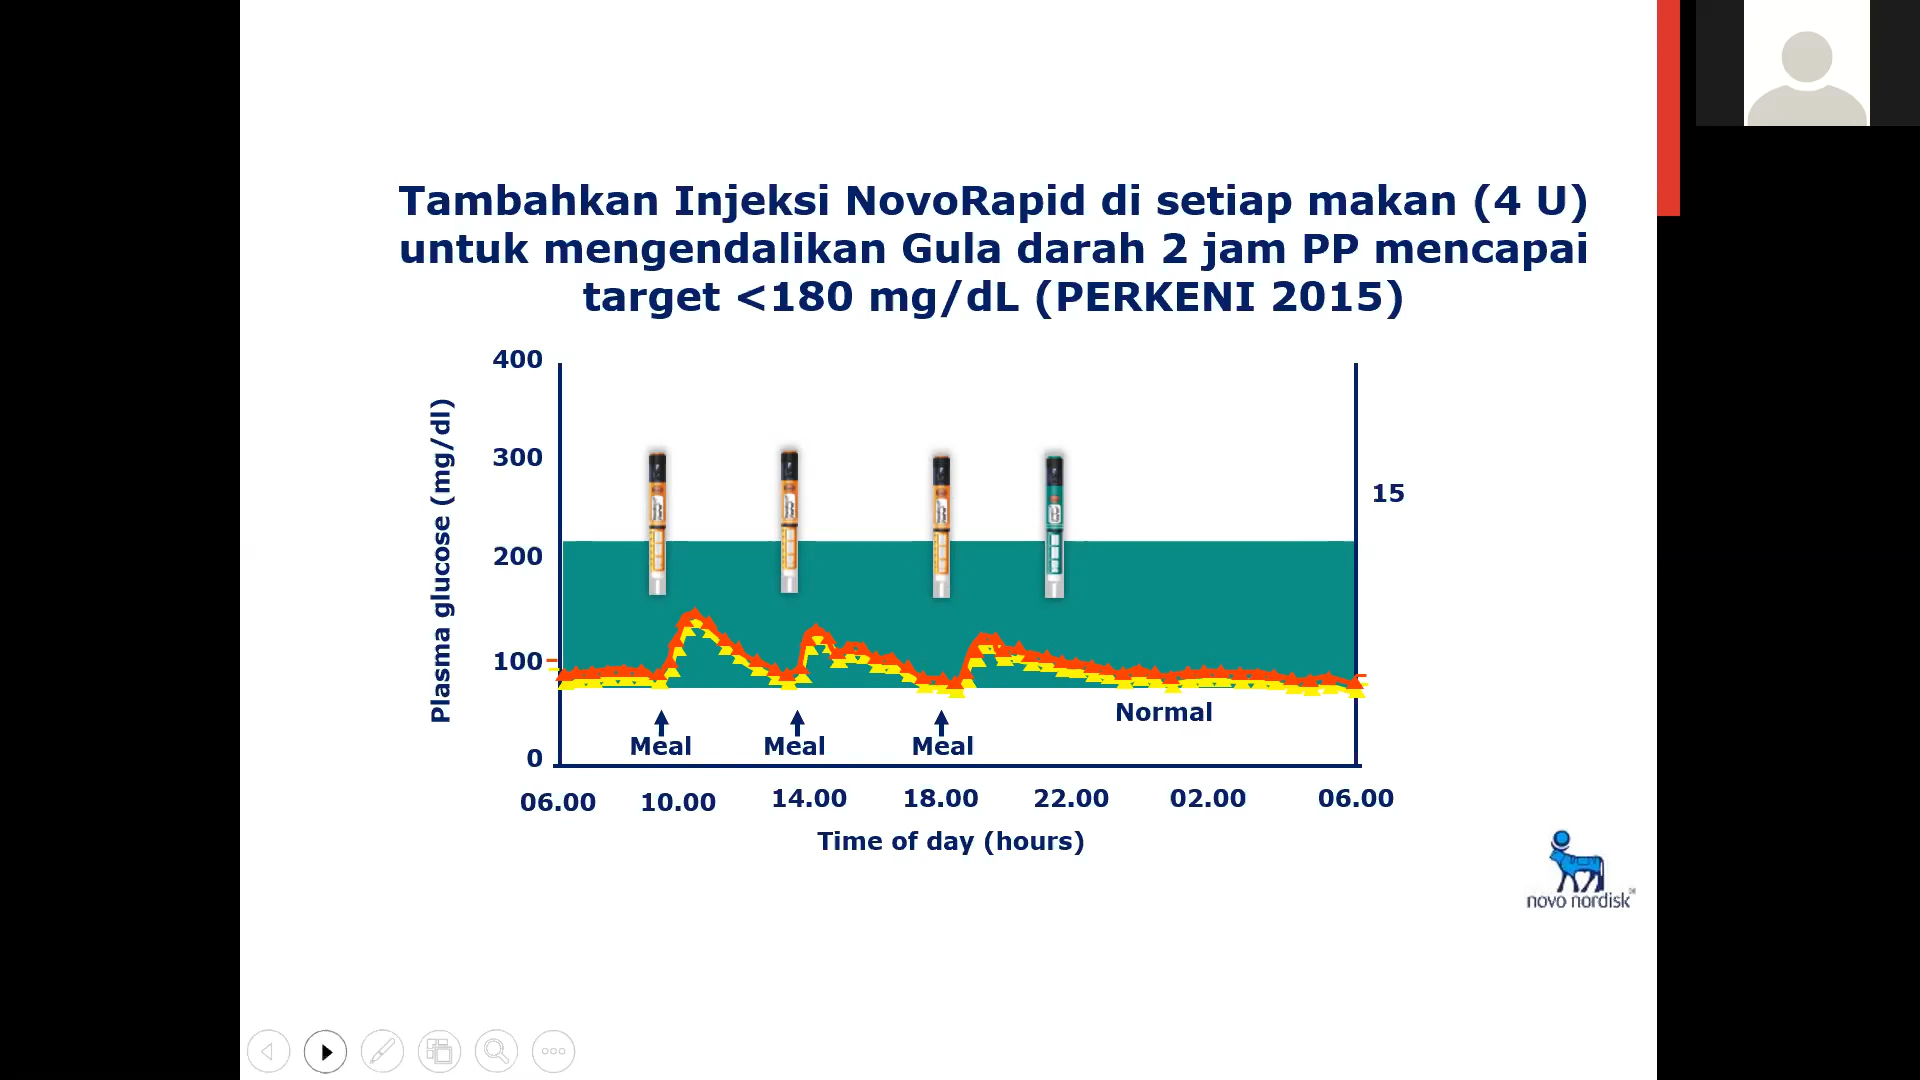 Tambahkan Injeksi NovoRapid di setiap makan (4 U)
untuk mengendalikan Gula darah 2 jam PP mencapai
target <180 mg/dL (PERKENI 2015)
400
300
200
100
0
Plasma glucose (mg/dl)
15
Normal
Meal
Meal
Meal
06.00
10.00
14.00
18.00
22.00
02.00
06.00
Time of day (hours)
novo nordisk